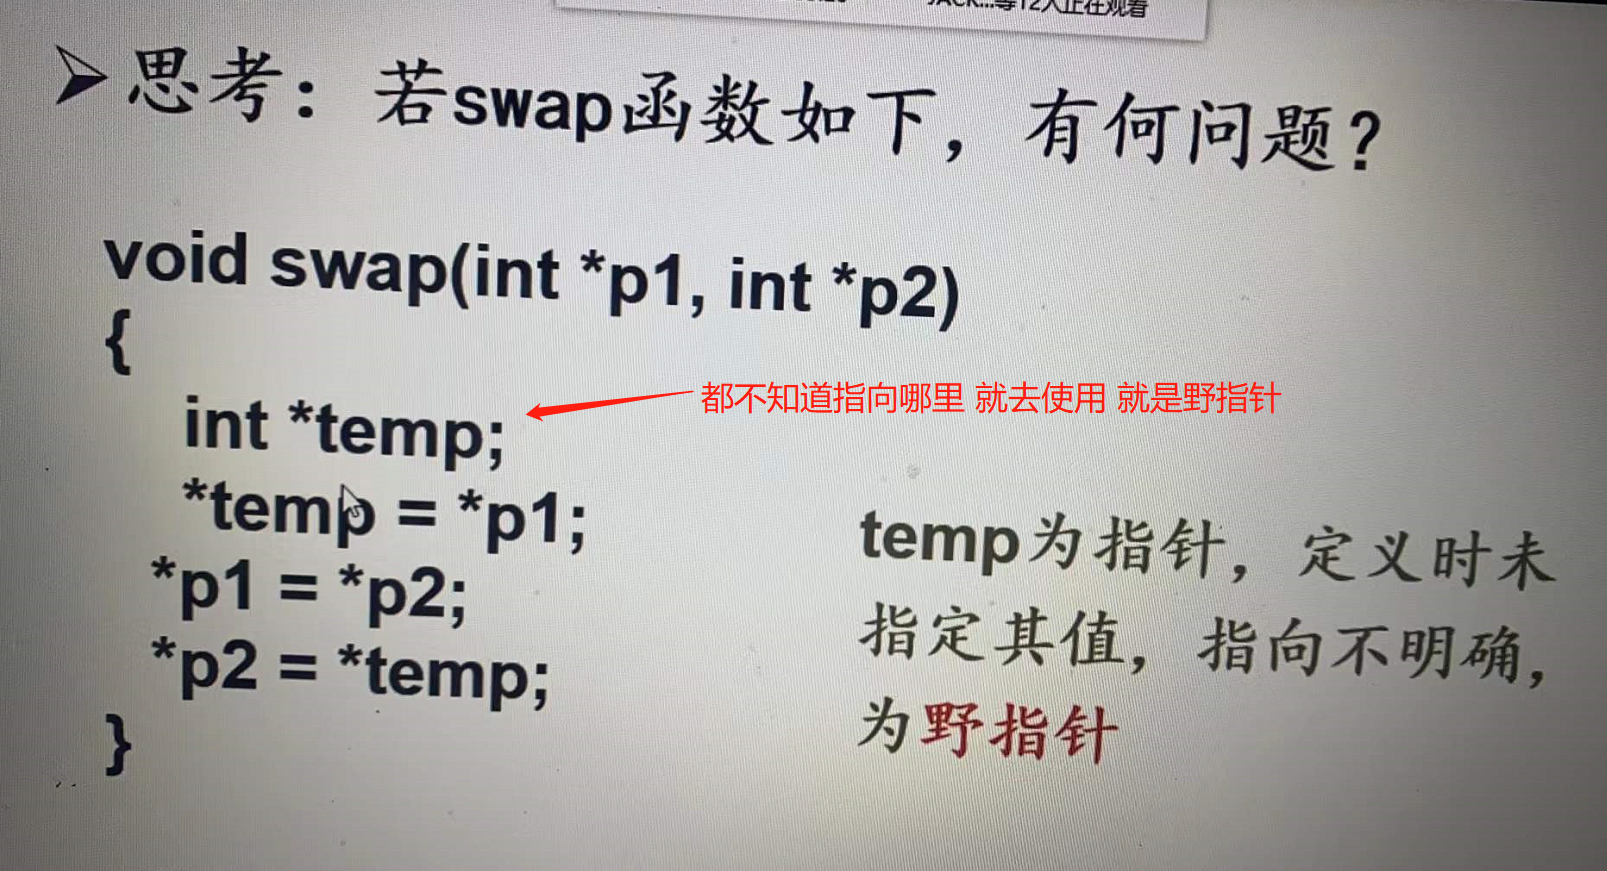 等12人正在观看
思考：若swap函数如下，有何问题？
void swap(int *p1, int *p2)
{
int *temp;
都不知道指向哪里 就去使用 就是野指针
*temp = *p1;
*p1 = *p2;
*p2 = *temp;
}
temp为指针，定义时未
指定其值，指向不明确，
为野指针